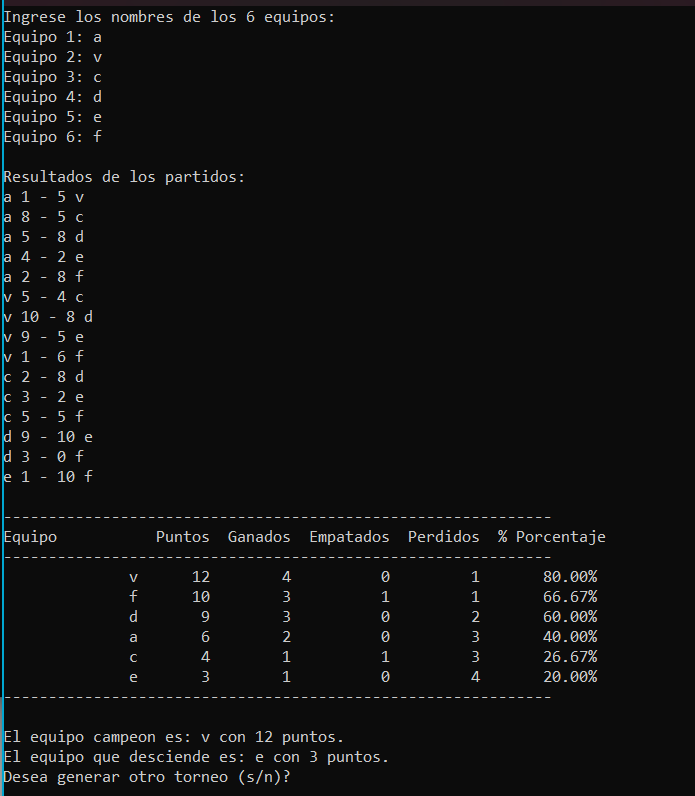 Ingrese los nombres de los 6 equipos:
Equipo 1: a
Equipo 2: v
Equipo 3: c
Equipo 4: d
Equipo 5: e
Equipo 6: f

Resultados de los partidos:
a 1 - 5 v
a 8 - 5 c
a 5 - 8 d
a 4 - 2 e
a 2 - 8 f
v 5 - 4 c
v 10 - 8 d
v 9 - 5 e
v 1 - 6 f
c 2 - 8 d
c 3 - 2 e
c 5 - 5 f
d 9 - 10 e
d 3 - 0 f
e 1 - 10 f

-------------------------------------------------------------
Equipo           Puntos  Ganados  Empatados  Perdidos  % Porcentaje
-------------------------------------------------------------
              v      12        4          0         1       80.00%
              f      10        3          1         1       66.67%
              d       9        3          0         2       60.00%
              a       6        2          0         3       40.00%
              c       4        1          1         3       26.67%
              e       3        1          0         4       20.00%
-------------------------------------------------------------

El equipo campeon es: v con 12 puntos.
El equipo que desciende es: e con 3 puntos.
Desea generar otro torneo (s/n)?